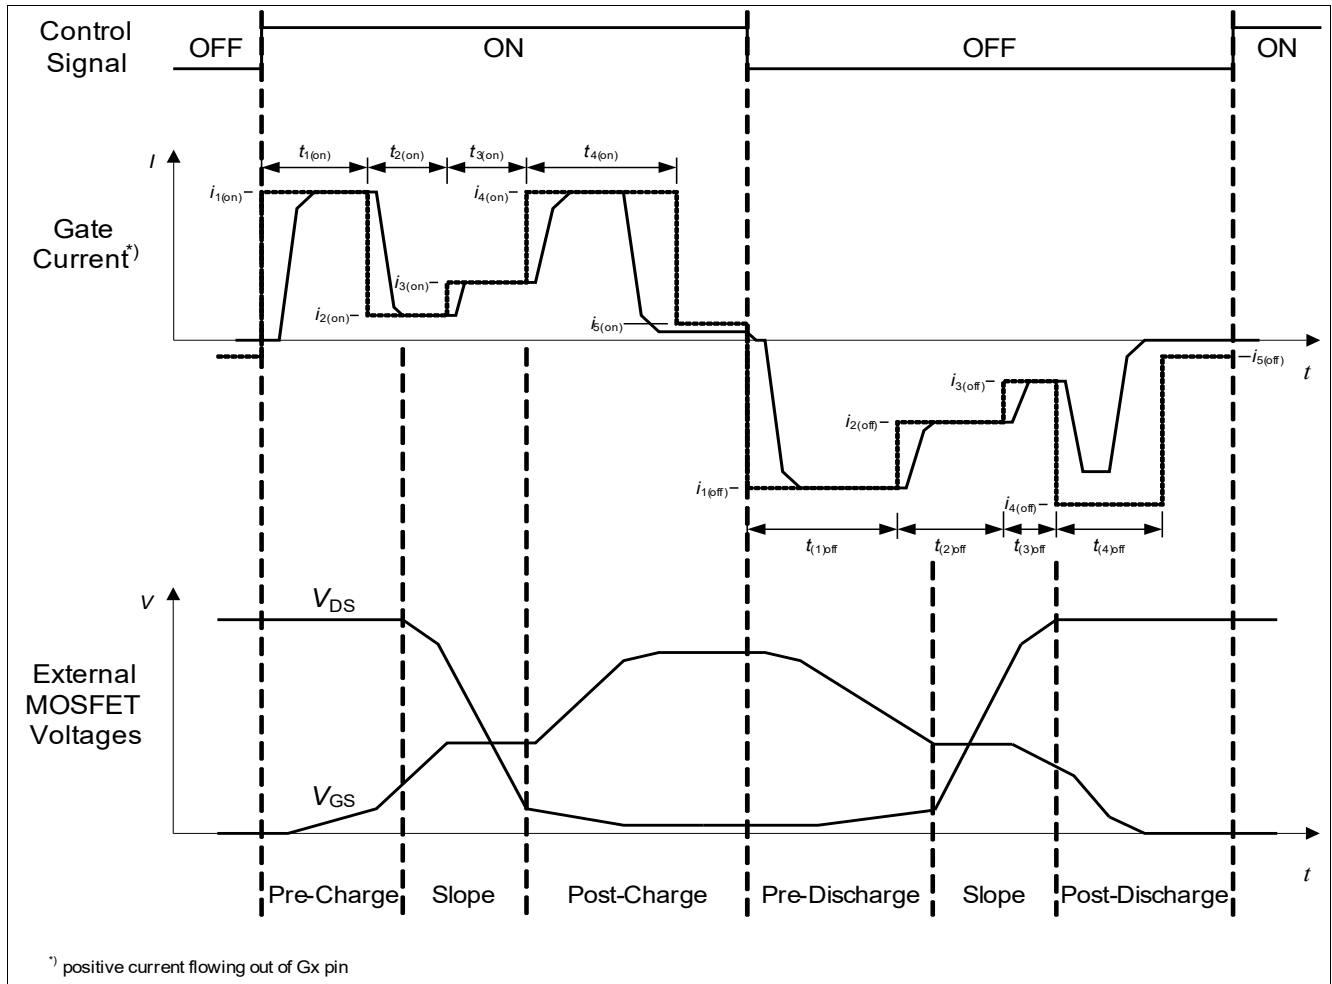 Control
Signal
OFF
ON
OFF
ON
I
t1(on)
t2(on)
t3(on)
t4(on)
i1(on)
i4(on)
Gate
Current*)
i3(on)
i2(on)
i5(on)
i5(off)
t
i3(off)
i2(off)
i1(off)
i4(off)
t(1)off
t(2)off
t(3)off
t(4)off
V
VDS
External
MOSFET
Voltages
VGS
t
Pre-Charge
Slope
Post-Charge
Pre-Discharge
Slope
Post-Discharge
*) positive current flowing out of Gx pin